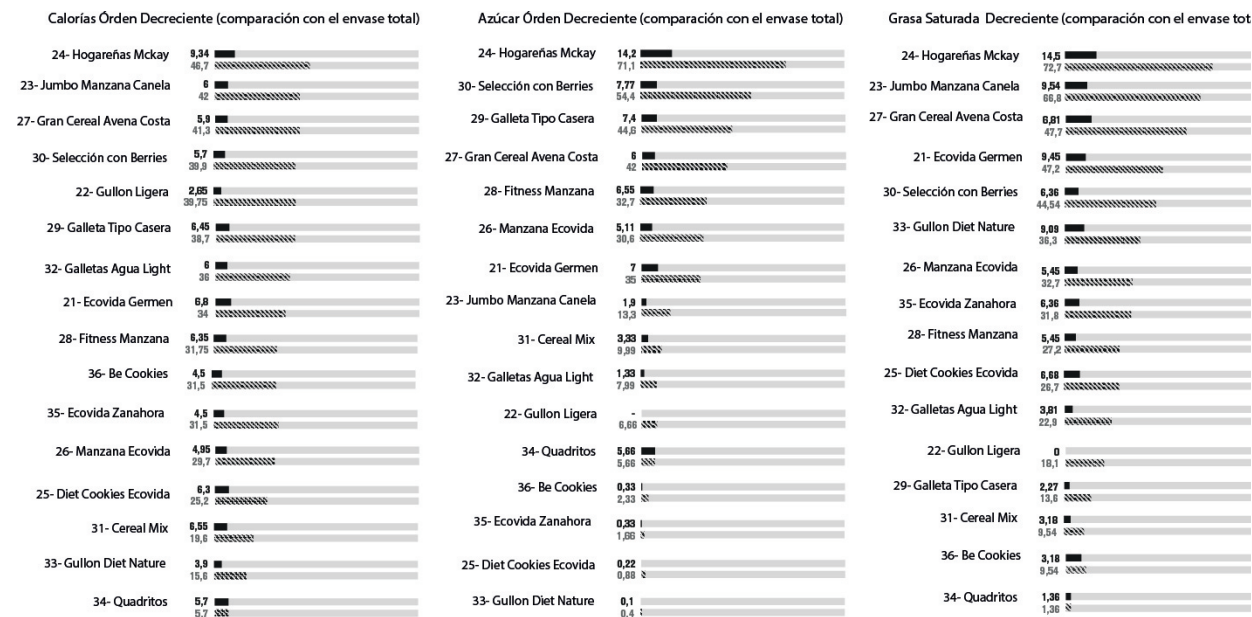 Calorías Órden Decreciente (comparación con el envase total)
24- Hogareñas Mckay
9,34
46,7
23- Jumbo Manzana Canela
6
42
27- Gran Cereal Avena Costa
5,9
41,3
30- Selección con Berries
5,7
39,9
22- Gullon Ligera
2,65
39,75
29- Galleta Tipo Casera
6,45
38,7
32- Galletas Agua Light
6
36
21- Ecovida Germen
6,8
34
28- Fitness Manzana
6,35
31,75
36- Be Cookies
4,5
31,5
35- Ecovida Zanahora
4,5
31,5
26- Manzana Ecovida
4,95
29,7
25- Diet Cookies Ecovida
6,3
25,2
31- Cereal Mix
6,55
19,6
33- Gullon Diet Nature
3,9
15,6
34- Quadritos
5,7
5,7
Azúcar Órden Decreciente (comparación con el envase total)
24- Hogareñas Mckay
14,2
71,1
30- Selección con Berries
7,77
54,4
29- Galleta Tipo Casera
7,4
44,6
27- Gran Cereal Avena Costa
6
42
28- Fitness Manzana
6,55
32,7
26- Manzana Ecovida
5,11
30,6
21- Ecovida Germen
7
35
23- Jumbo Manzana Canela
1,9
13,3
31- Cereal Mix
3,33
9,99
32- Galletas Agua Light
1,33
7,99
22- Gullon Ligera
-
6,66
34- Quadritos
5,66
5,66
36- Be Cookies
0,33
2,33
35- Ecovida Zanahora
0,33
1,66
25- Diet Cookies Ecovida
0,22
0,88
33- Gullon Diet Nature
0,1
0,4
Grasa Saturada Decreciente (comparación con el envase tota
24- Hogareñas Mckay
14,5
72,7
23- Jumbo Manzana Canela
9,54
66,8
27- Gran Cereal Avena Costa
6,81
47,7
21- Ecovida Germen
9,45
47,2
30- Selección con Berries
6,36
44,54
33- Gullon Diet Nature
9,09
36,3
26- Manzana Ecovida
5,45
32,7
35- Ecovida Zanahora
6,36
31,8
28- Fitness Manzana
5,45
27,2
25- Diet Cookies Ecovida
6,68
26,7
32- Galletas Agua Light
3,81
22,9
22- Gullon Ligera
0
18,1
29- Galleta Tipo Casera
2,27
13,6
31- Cereal Mix
3,18
9,54
36- Be Cookies
3,18
9,54
34- Quadritos
1,36
1,36